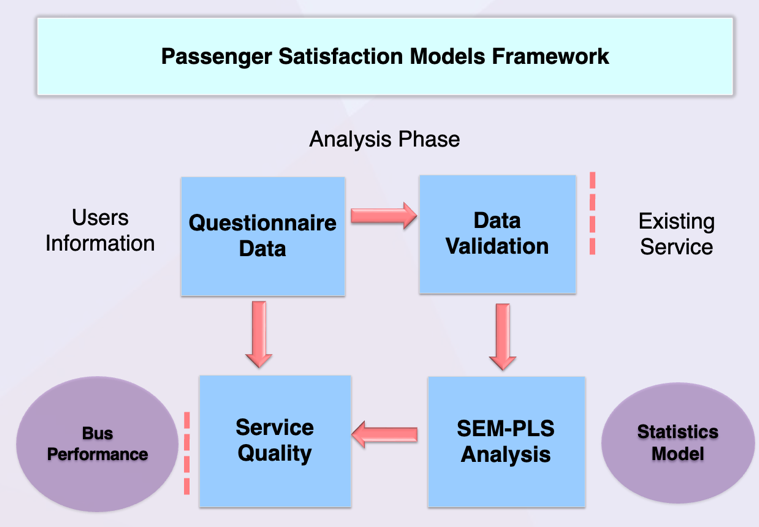 Passenger Satisfaction Models Framework
Analysis Phase
Users
Information
Questionnaire
Data
Data
Validation
Existing
Service
Bus
Performance
Service
Quality
SEM-PLS
Analysis
Statistics
Model